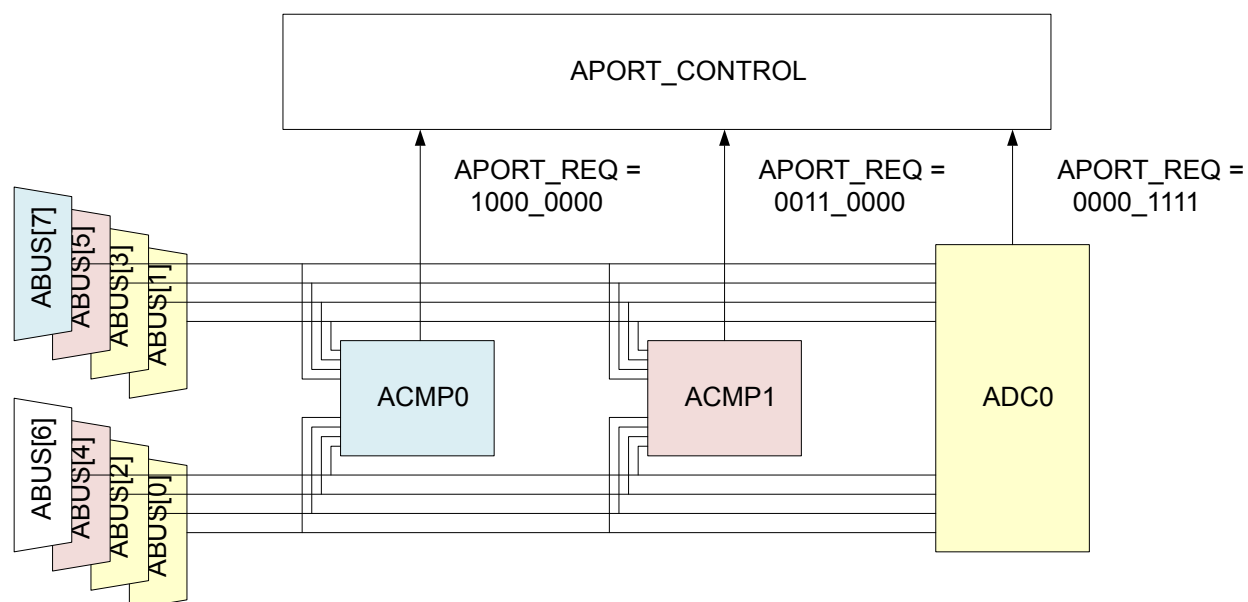 APORT_CONTROL
APORT_REQ =
1000_0000
APORT_REQ =
0011_0000
APORT_REQ =
0000_1111
ABUS[7]
ABUS[5]
ABUS[3]
ABUS[1]
ACMP0
ACMP1
ADC0
ABUS[6]
ABUS[4]
ABUS[2]
ABUS[0]